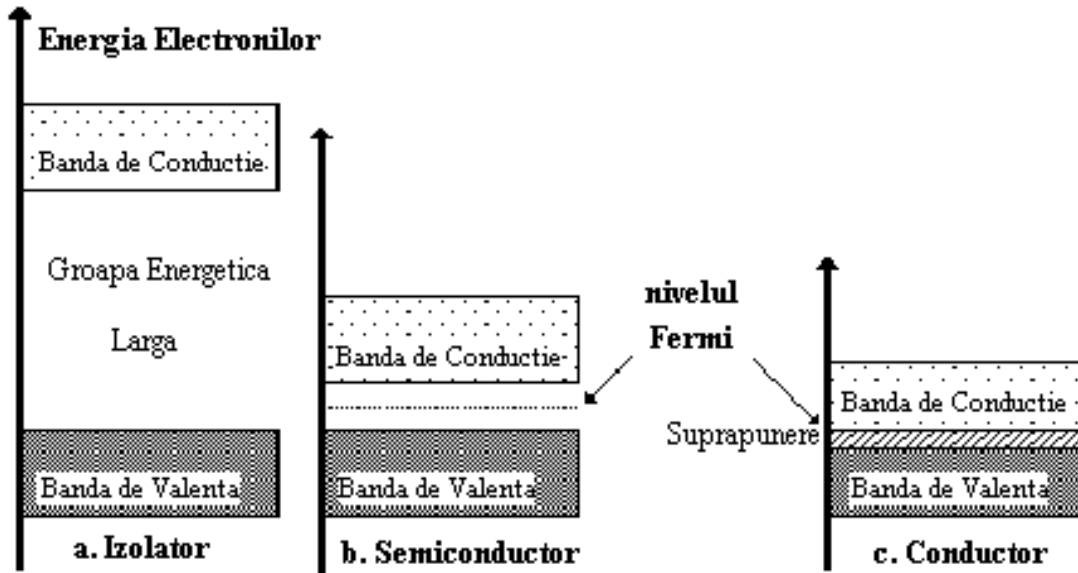 Energia Electronilor
Banda de Conductie
Groapa Energetica
Larga
Banda de Valenta
a. Izolator
Banda de Conductie
Banda de Valenta
b. Semiconductor
nivelul
Fermi
Suprapunere
Banda de Conductie
Banda de Valenta
c. Conductor